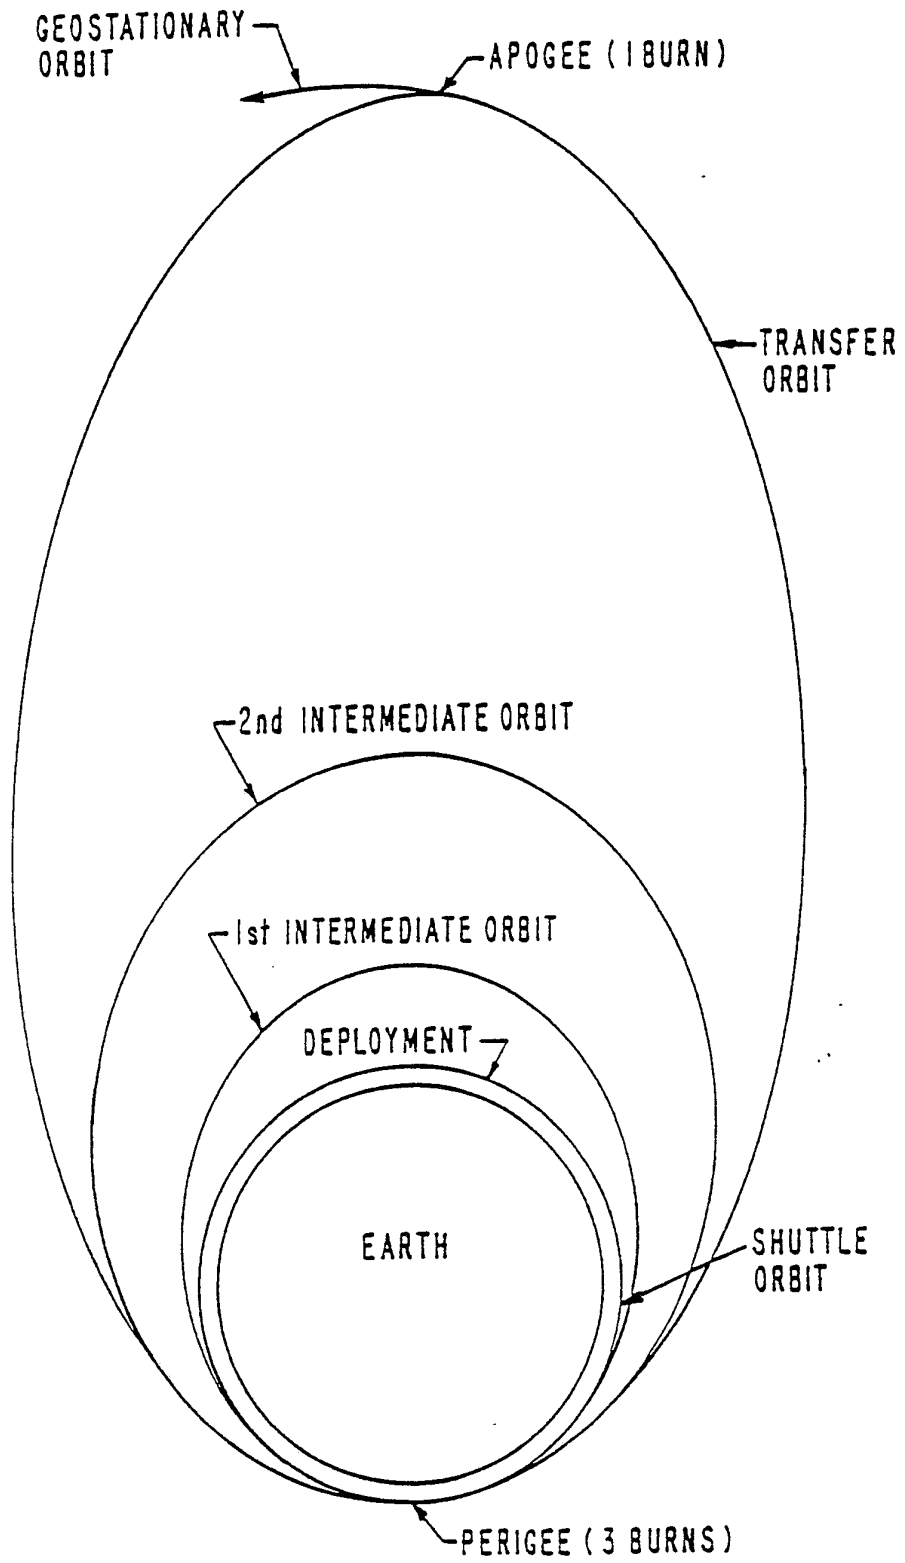 GEOSTATIONARY
ORBIT
APOGEE (1 BURN)
TRANSFER
ORBIT
2nd INTERMEDIATE ORBIT
1st INTERMEDIATE ORBIT
DEPLOYMENT
EARTH
SHUTTLE
ORBIT
PERIGEE (3 BURNS)